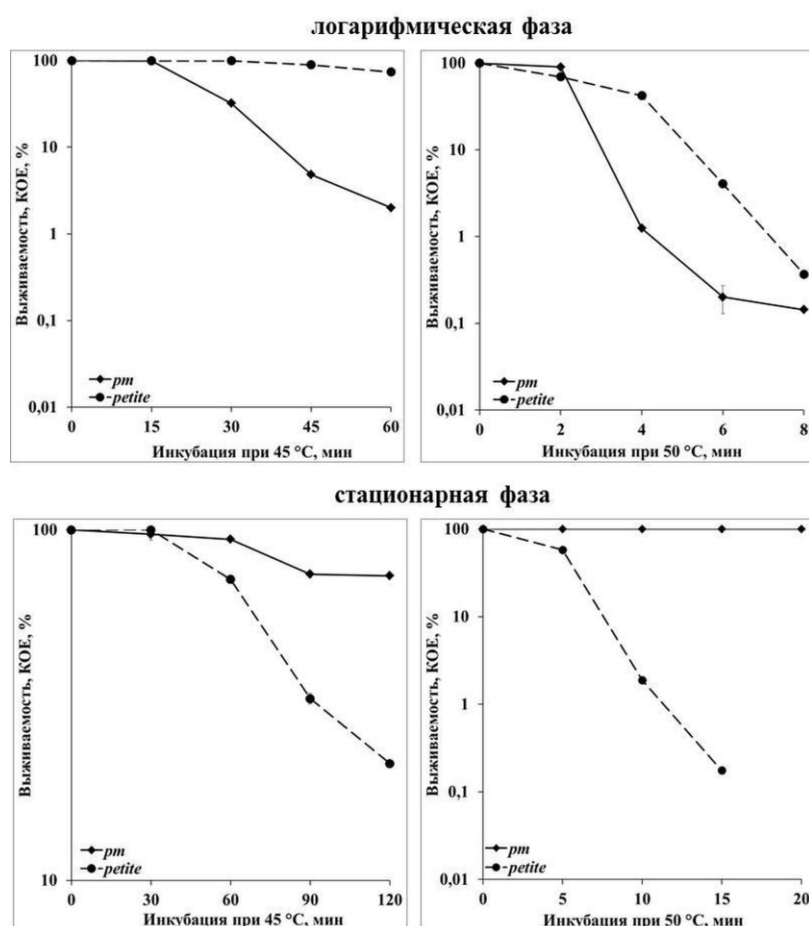 логарифмическая фаза
Выживаемость, КОЕ, %
100
10
1
0,1
0,01
pm
petite
0 15 30 45 60
Инкубация при 45 °C, мин
Выживаемость, КОЕ, %
100
10
1
0,1
0,01
pm
petite
0 2 4 6 8
Инкубация при 50 °C, мин
стационарная фаза
Выживаемость, КОЕ, %
100
10
pm
petite
0 30 60 90 120
Инкубация при 45 °C, мин
Выживаемость, КОЕ, %
100
10
1
0,1
0,01
pm
petite
0 5 10 15 20
Инкубация при 50 °C, мин